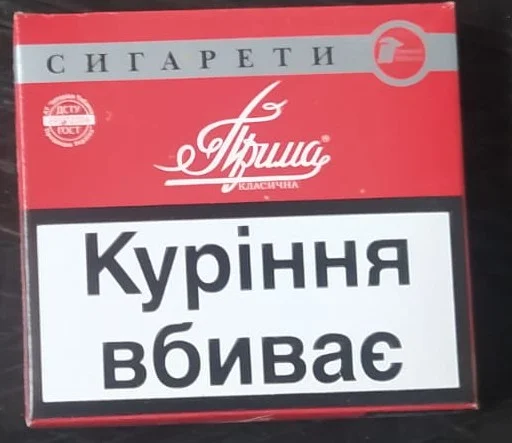 СИГАРЕТИ
ДСТУ
ГОСТ
Прима®
КЛАСИЧНА
Куріння
вбиває